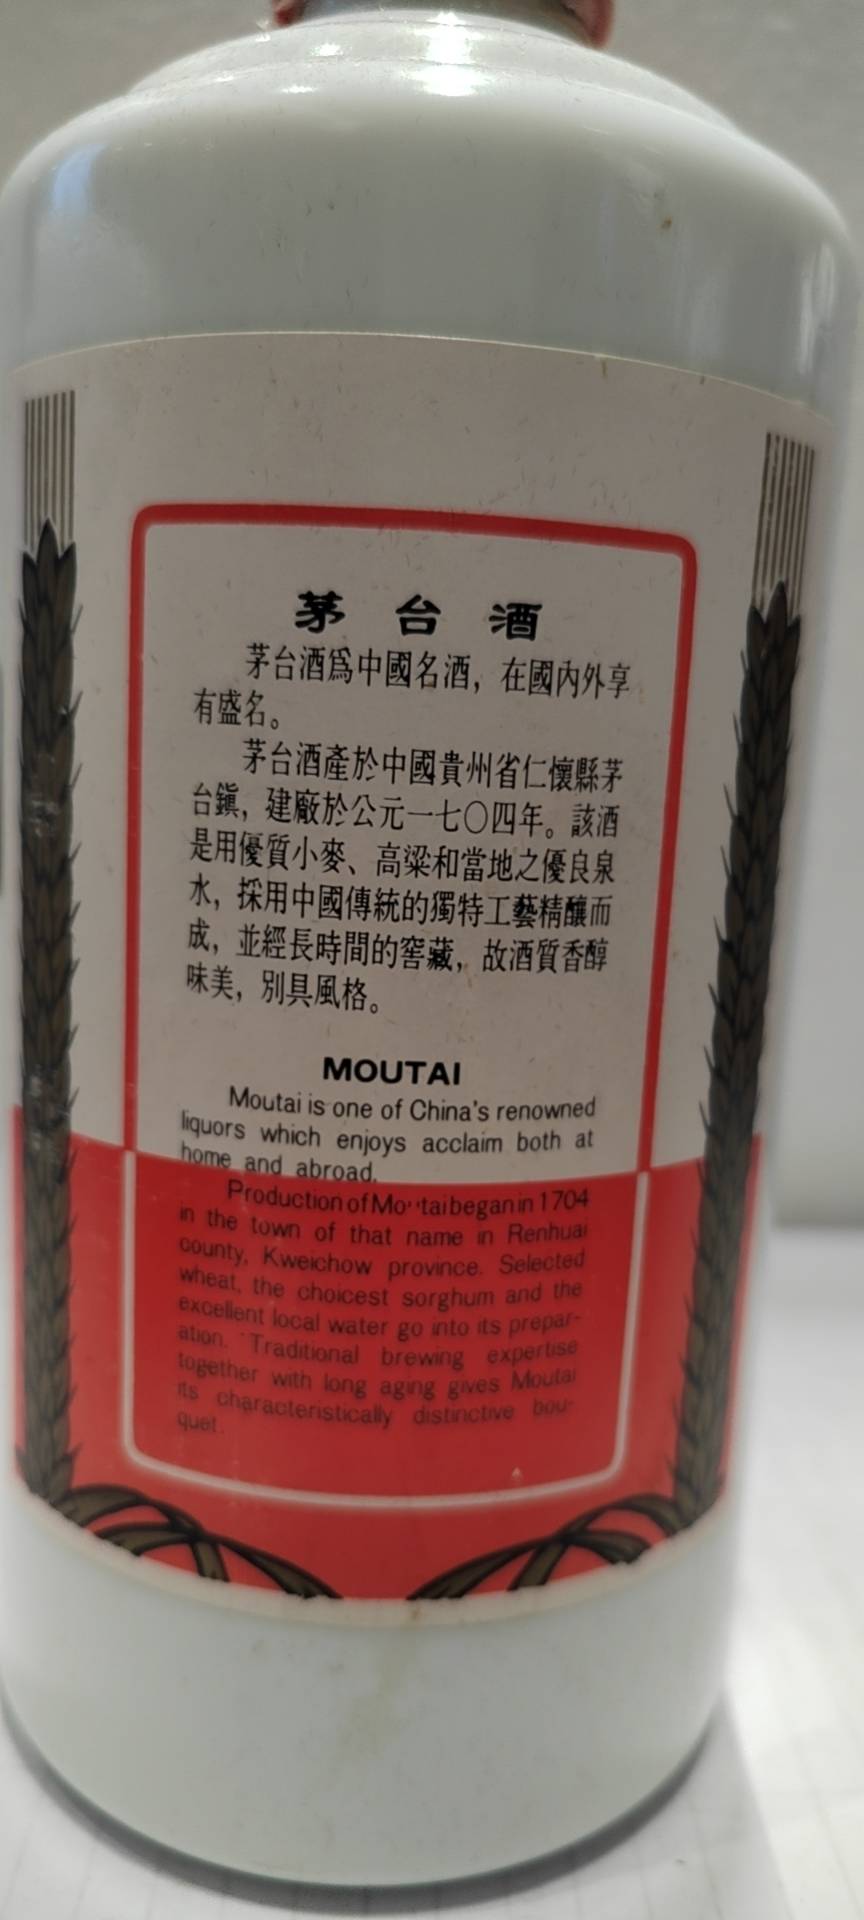 茅台酒
茅台酒爲中國名酒，在國內外享
有盛名。
茅台酒產於中國貴州省仁懷縣茅
台鎭，建廠於公元一七〇四年。該酒
是用優質小麥、高粱和當地之優良泉
水，採用中國傳統的獨特工藝精釀而
成，並經長時間的窖藏，故酒質香醇
味美，別具風格。
MOUTAI
Moutai is one of China's renowned
liquors which enjoys acclaim both at
home and abroad.
Production of Moutai began in 1704
in the town of that name in Renhuai
county, Kweichow province. Selected
wheat, the choicest sorghum and the
excellent local water go into its prepar-
ation. Traditional brewing expertise
together with long aging gives Moutai
its characteristically distinctive bou-
quet.